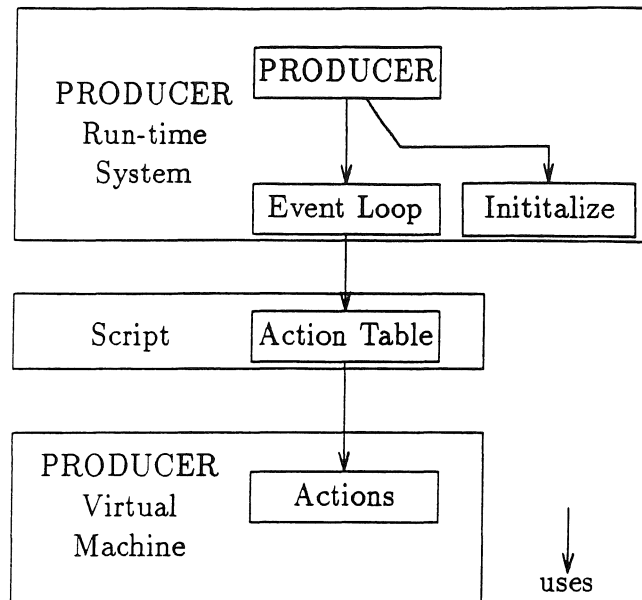 PRODUCER
PRODUCER
Run-time
System
Event Loop
Inititalize
Script
Action Table
PRODUCER
Virtual
Machine
Actions
uses